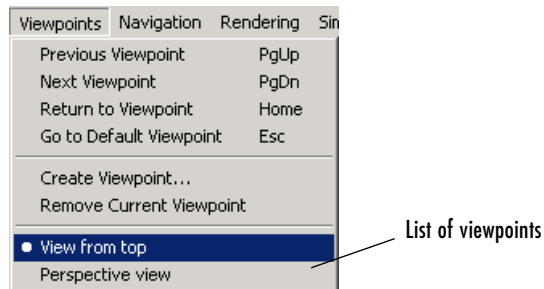 Viewpoints Navigation Rendering
Previous Viewpoint PgUp
Next Viewpoint PgDn
Return to Viewpoint Home
Go to Default Viewpoint Esc
Create Viewpoint...
Remove Current Viewpoint
View from top
Perspective view
List of viewpoints